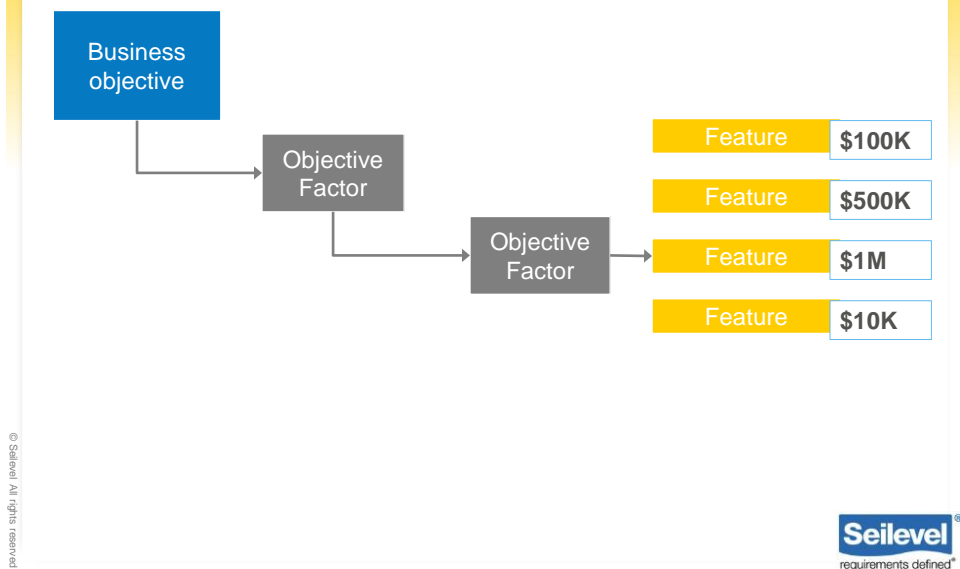 Business
objective
Objective
Factor
Objective
Factor
Feature
$100K
Feature
$500K
Feature
$1M
Feature
$10K
© Seilevel All rights reserved
Seilevel ®
requirements defined®